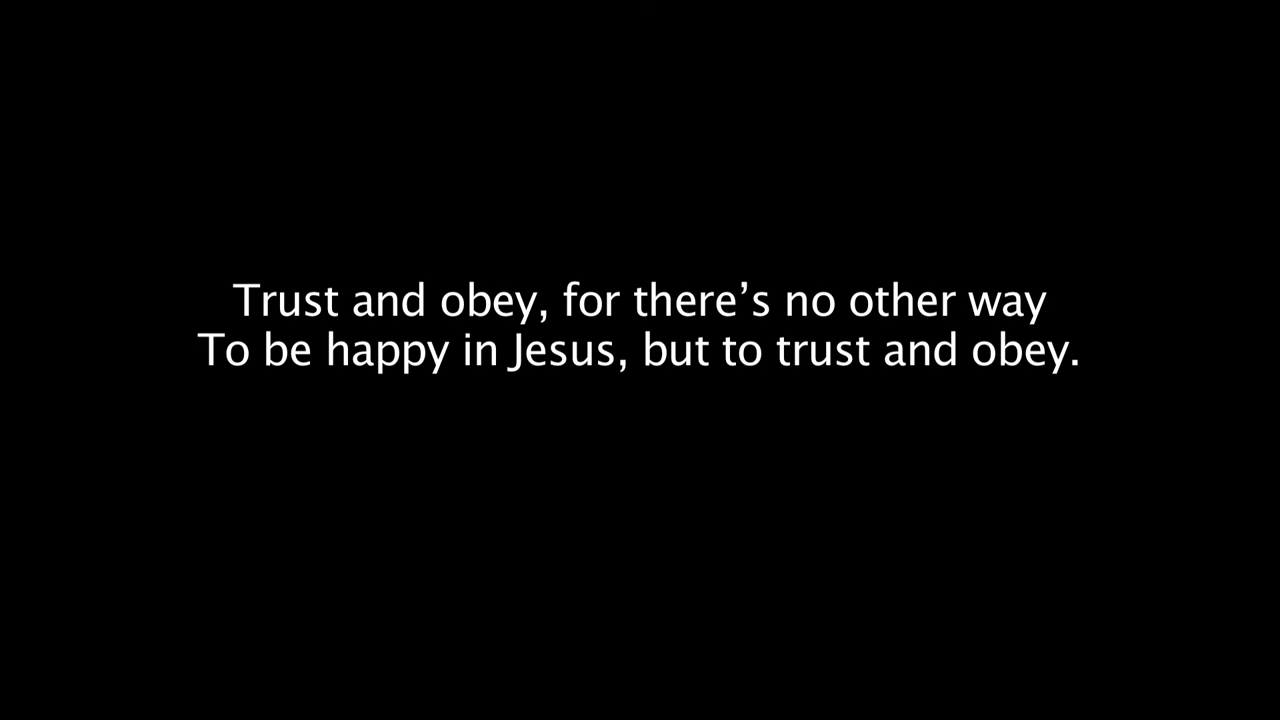 Trust and obey, for there’s no other way
To be happy in Jesus, but to trust and obey.